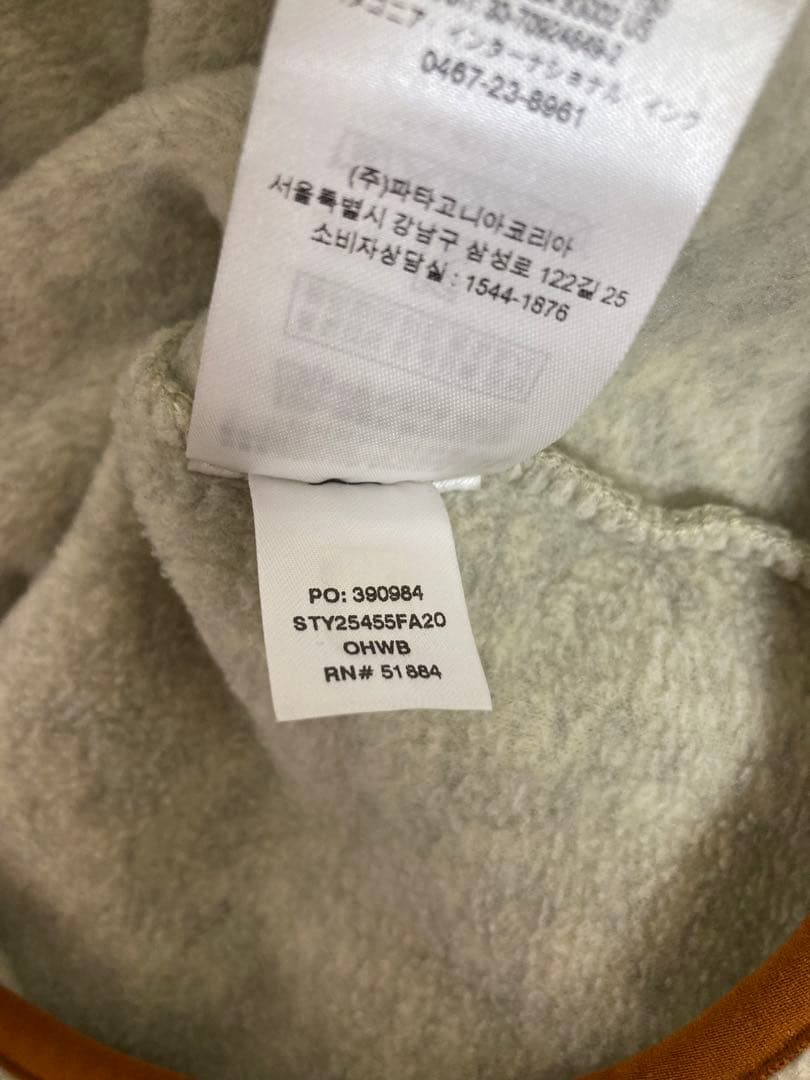 インターナショナル インク
0467-23-8961
(주)파타고니아코리아
서울특별시 강남구 삼성로 122길 25
소비자상담실 : 1544-1876
PO: 390984
STY25455FA20
OHWB
RN# 51884